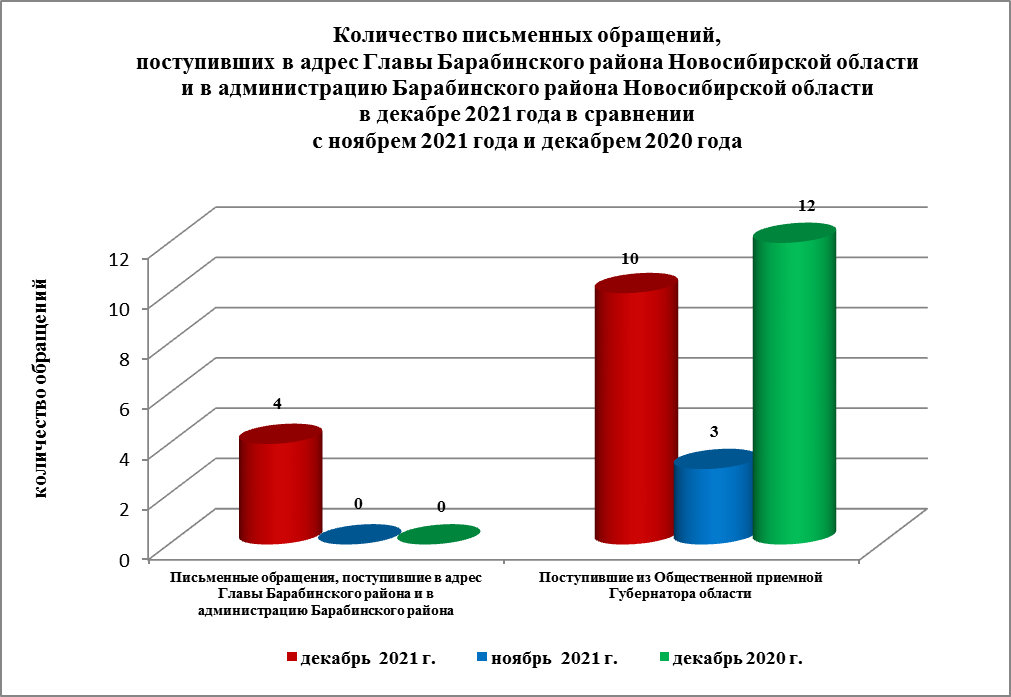 Количество письменных обращений,
поступивших в адрес Главы Барабинского района Новосибирской области
и в администрацию Барабинского района Новосибирской области
в декабре 2021 года в сравнении
с ноябрем 2021 года и декабрем 2020 года
количество обращений
12
10
8
6
4
2
0
4
0
0
10
3
12
Письменные обращения, поступившие в адрес
Главы Барабинского района и в
администрацию Барабинского района
Поступившие из Общественной приемной
Губернатора области
декабрь 2021 г.
ноябрь 2021 г.
декабрь 2020 г.